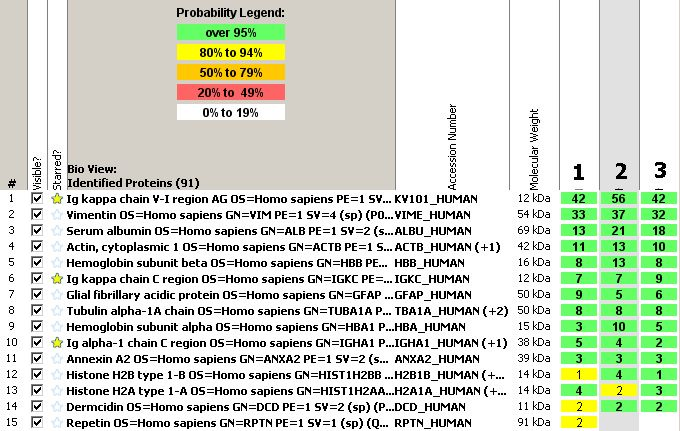 Probability Legend:
over 95%
80% to 94%
50% to 79%
20% to 49%
0% to 19%
# Visible? Starred? Bio View: Accession Number Molecular Weight 1 2 3
Identified Proteins (91)
1 Ig kappa chain V-I region AG OS=Homo sapiens PE=1 SV... KV101_HUMAN 12 kDa 42 56 42
2 Vimentin OS=Homo sapiens GN=VIM PE=1 SV=4 (sp) (P0... VIME_HUMAN 54 kDa 33 37 32
3 Serum albumin OS=Homo sapiens GN=ALB PE=1 SV=2 (s... ALBU_HUMAN 69 kDa 13 21 18
4 Actin, cytoplasmic 1 OS=Homo sapiens GN=ACTB PE=1 S... ACTB_HUMAN (+1) 42 kDa 11 13 10
5 Hemoglobin subunit beta OS=Homo sapiens GN=HBB PE... HBB_HUMAN 16 kDa 8 13 8
6 Ig kappa chain C region OS=Homo sapiens GN=IGKC PE=... IGKC_HUMAN 12 kDa 7 7 9
7 Glial fibrillary acidic protein OS=Homo sapiens GN=GFAP ... GFAP_HUMAN 50 kDa 9 5 6
8 Tubulin alpha-1A chain OS=Homo sapiens GN=TUBA1A P... TBA1A_HUMAN (+2) 50 kDa 8 8 8
9 Hemoglobin subunit alpha OS=Homo sapiens GN=HBA1 P... HBA_HUMAN 15 kDa 3 10 5
10 Ig alpha-1 chain C region OS=Homo sapiens GN=IGHA1 P... IGHA1_HUMAN (+1) 38 kDa 5 4 2
11 Annexin A2 OS=Homo sapiens GN=ANXA2 PE=1 SV=2 (s... ANXA2_HUMAN 39 kDa 3 3 3
12 Histone H2B type 1-B OS=Homo sapiens GN=HIST1H2BB ... H2B1B_HUMAN (+... 14 kDa 1 4 1
13 Histone H2A type 1-A OS=Homo sapiens GN=HIST1H2AA... H2A1A_HUMAN (+... 14 kDa 4 2 3
14 Dermcidin OS=Homo sapiens GN=DCD PE=1 SV=2 (sp) (P... DCD_HUMAN 11 kDa 2 2 2
15 Repetin OS=Homo sapiens GN=RPTN PE=1 SV=1 (sp) (Q... RPTN_HUMAN 91 kDa 2